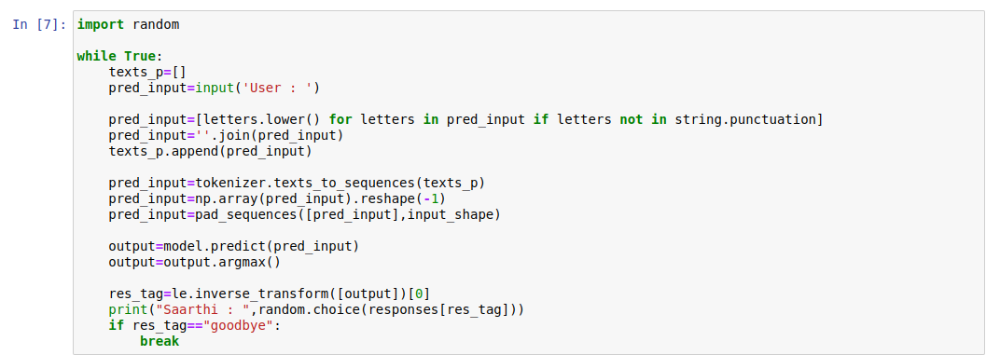 In [7]: import random
while True:
    texts_p=[]
    pred_input=input('User : ')
    pred_input=[letters.lower() for letters in pred_input if letters not in string.punctuation]
    pred_input=''.join(pred_input)
    texts_p.append(pred_input)
    pred_input=tokenizer.texts_to_sequences(texts_p)
    pred_input=np.array(pred_input).reshape(-1)
    pred_input=pad_sequences([pred_input],input_shape)
    output=model.predict(pred_input)
    output=output.argmax()
    res_tag=le.inverse_transform([output])[0]
    print("Saarthi : ",random.choice(responses[res_tag]))
    if res_tag=="goodbye":
        break